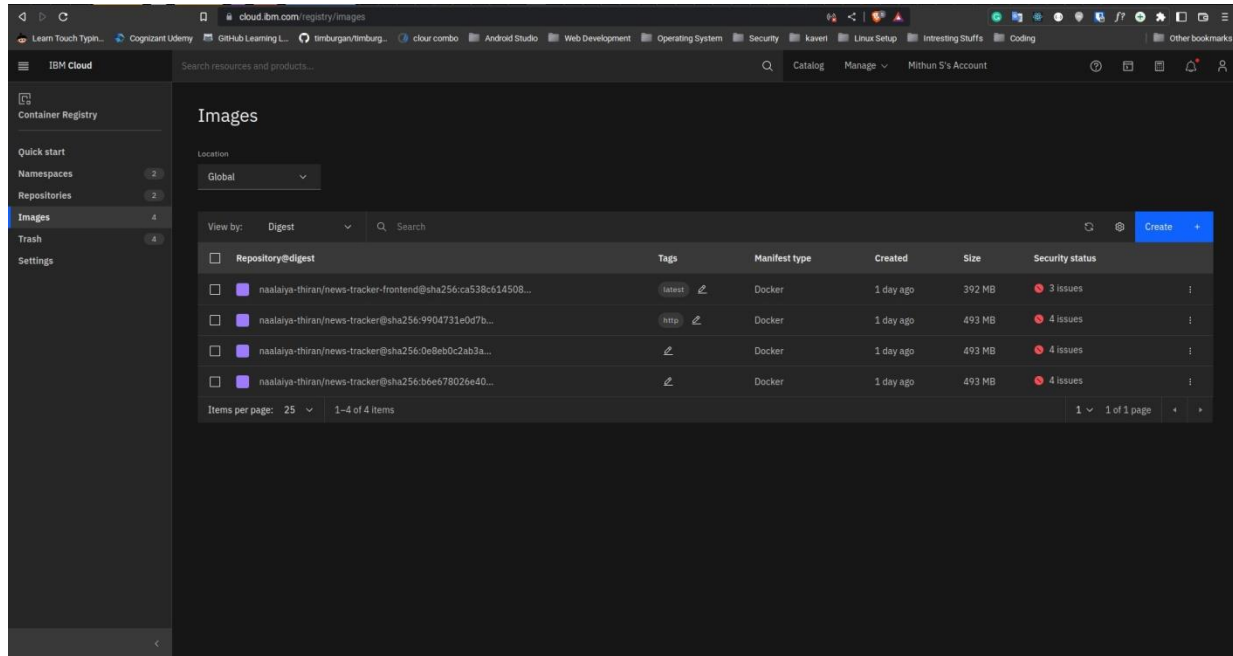 cloud.ibm.com/registry/images
Learn Touch Typin... Cognizant Udemy GitHub Learning L... timburgan/timburg... clour combo Android Studio Web Development Operating System Security kaveri Linux Setup Intresting Stuffs Coding Other bookmarks
IBM Cloud Search resources and products... Catalog Manage Mithun S's Account
Container Registry
Quick start
Namespaces 2
Repositories 2
Images 4
Trash 4
Settings
Images
Location
Global
View by: Digest Search Create +
Repository@digest Tags Manifest type Created Size Security status
naalaiya-thiran/news-tracker-frontend@sha256:ca538c614508... latest Docker 1 day ago 392 MB 3 issues
naalaiya-thiran/news-tracker@sha256:9904731e0d7b... http Docker 1 day ago 493 MB 4 issues
naalaiya-thiran/news-tracker@sha256:0e8eb0c2ab3a... Docker 1 day ago 493 MB 4 issues
naalaiya-thiran/news-tracker@sha256:b6e678026e40... Docker 1 day ago 493 MB 4 issues
Items per page: 25 1–4 of 4 items 1 1 of 1 page